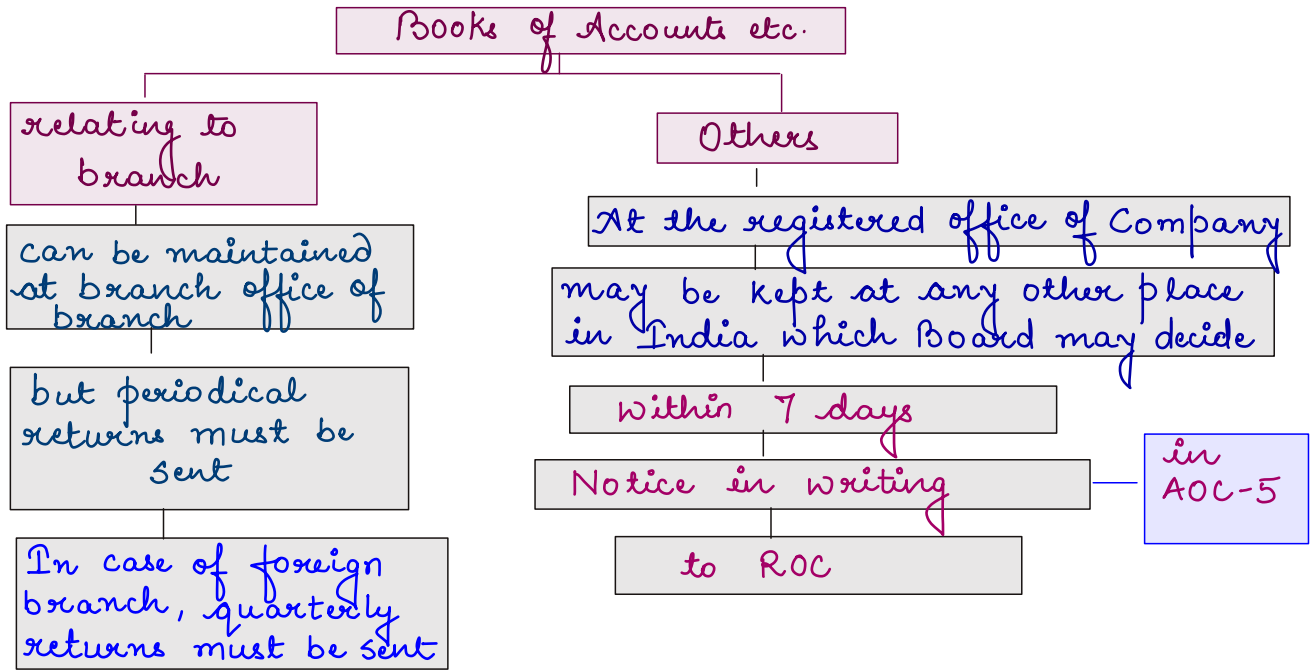 Books of Accounts etc.
relating to
branch
can be maintained
at branch office of
branch
but periodical
returns must be
sent
In case of foreign
branch, quarterly
returns must be sent
Others
At the registered office of Company
may be kept at any other place
in India which Board may decide
within 7 days
Notice in writing
in
AOC-5
to ROC